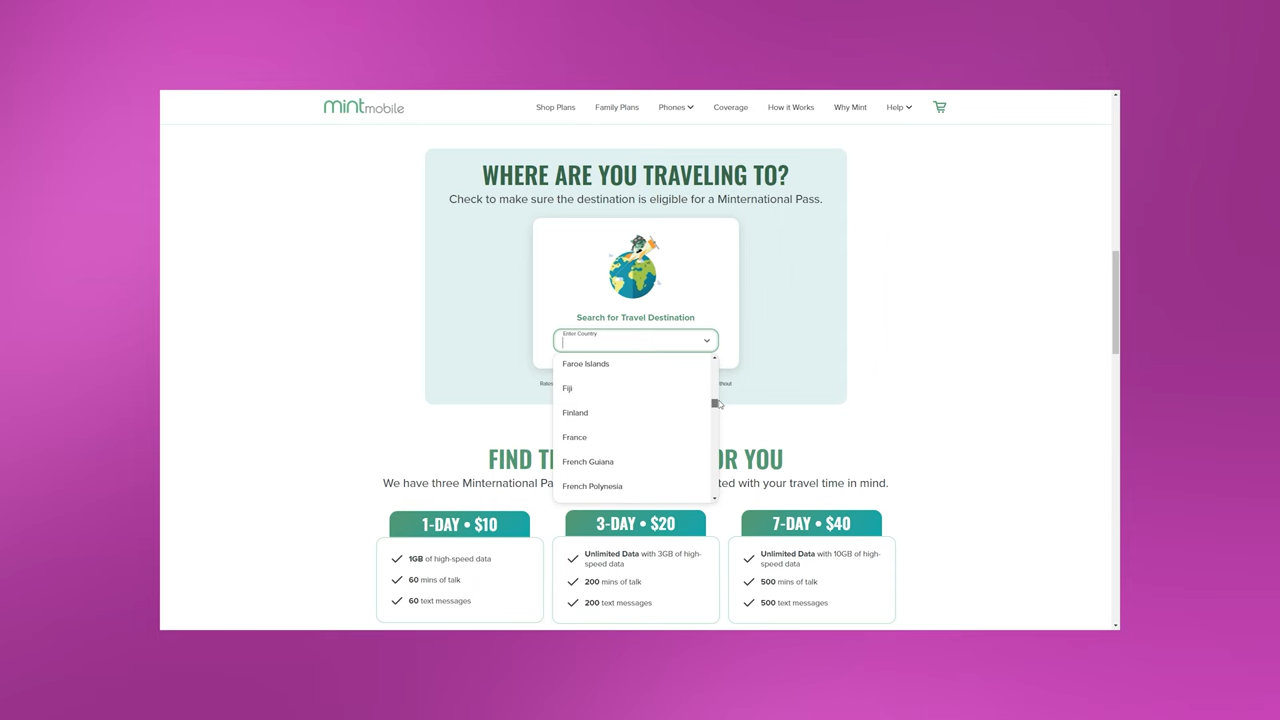 mintmobile
Shop Plans
Family Plans
Phones
Coverage
How it Works
Why Mint
Help
WHERE ARE YOU TRAVELING TO?
Check to make sure the destination is eligible for a Minternational Pass.
Search for Travel Destination
Enter Country
Rates
Faroe Islands
Fiji
Finland
France
French Guiana
French Polynesia
FIND
OR YOU
We have three Minternational
ted with your travel time in mind.
1-DAY • $10
1GB of high-speed data
60 mins of talk
60 text messages
3-DAY • $20
Unlimited Data with 3GB of high-
speed data
200 mins of talk
200 text messages
7-DAY • $40
Unlimited Data with 10GB of high-
speed data
500 mins of talk
500 text messages